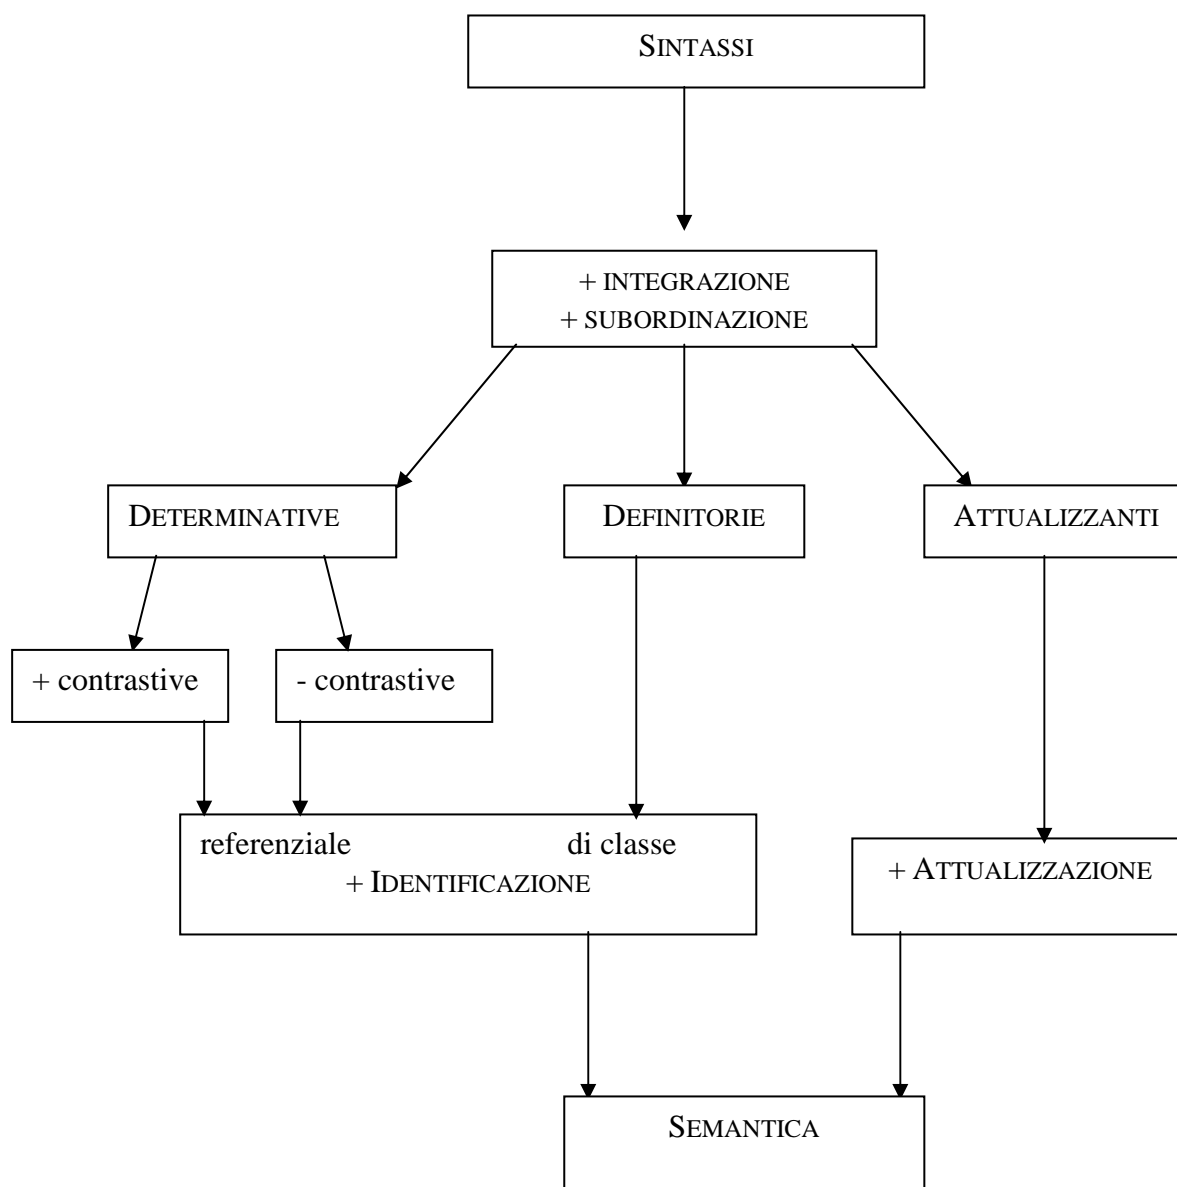 SINTASSI
+ INTEGRAZIONE
+ SUBORDINAZIONE
DETERMINATIVE
DEFINITORIE
ATTUALIZZANTI
+ contrastive
- contrastive
referenziale di classe
+ IDENTIFICAZIONE
+ ATTUALIZZAZIONE
SEMANTICA